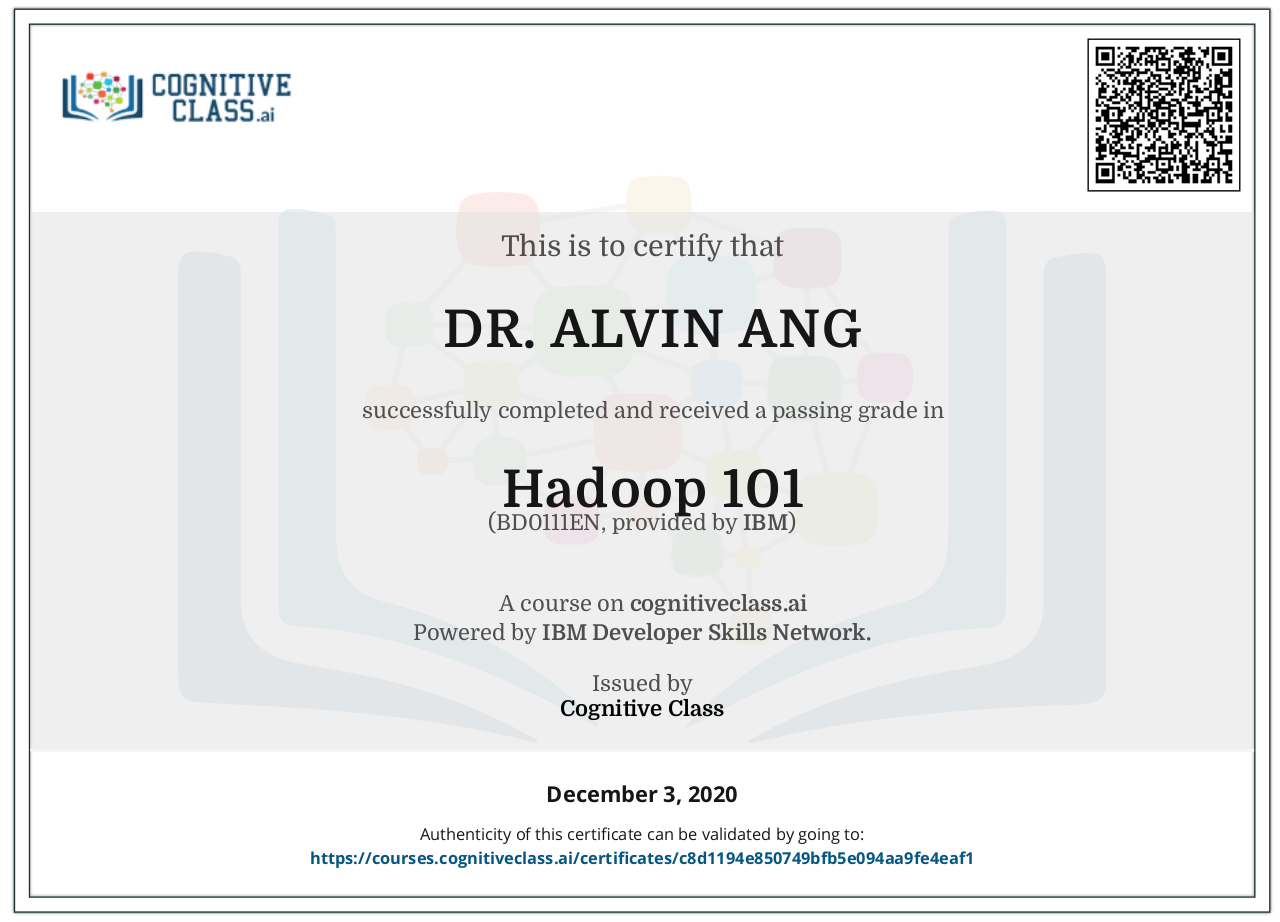 COGNITIVE
CLASS.ai
This is to certify that
DR. ALVIN ANG
successfully completed and received a passing grade in
Hadoop 101
(BD0111EN, provided by IBM)
A course on cognitiveclass.ai
Powered by IBM Developer Skills Network.
Issued by
Cognitive Class
December 3, 2020
Authenticity of this certificate can be validated by going to:
https://courses.cognitiveclass.ai/certificates/c8d1194e850749bfb5e094aa9fe4eaf1